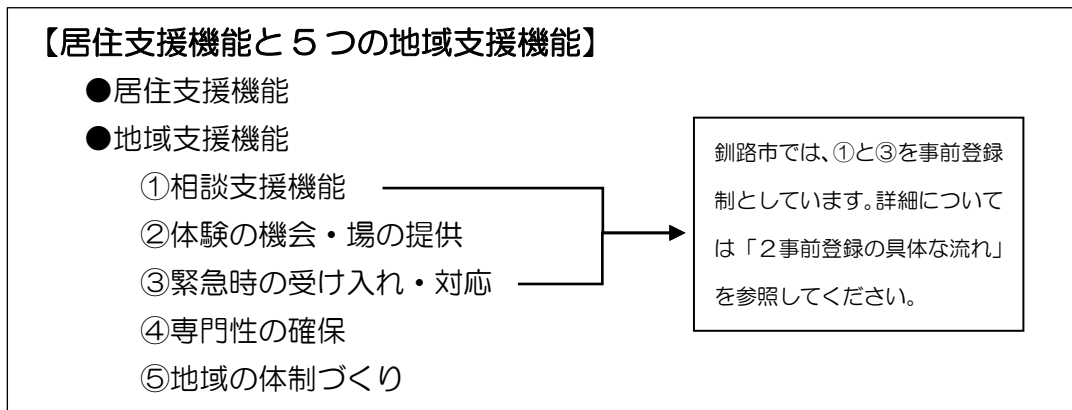 【居住支援機能と5つの地域支援機能】
●居住支援機能
●地域支援機能
①相談支援機能
②体験の機会・場の提供
③緊急時の受け入れ・対応
④専門性の確保
⑤地域の体制づくり
釧路市では、①と③を事前登録
制としています。詳細について
は「2事前登録の具体な流れ」
を参照してください。